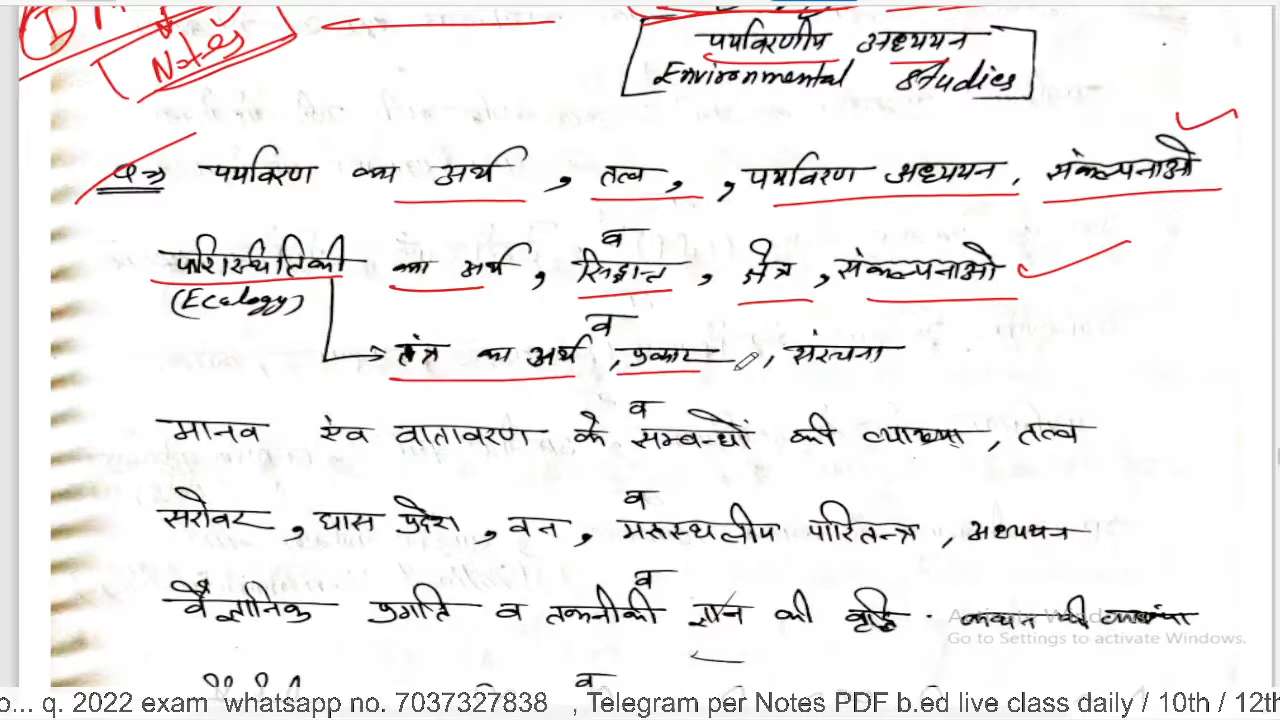 Notes
पर्यावरणीय अध्ययन
Environmental Studies
पर्यावरण का अर्थ , तत्व , , पर्यावरण अध्ययन , संकल्पनाओ
व
पारिस्थितिकी का अर्थ , सिद्धान्त , क्षेत्र , संकल्पनाओ
(Ecology)
व
तंत्र का अर्थ , प्रकार , संरचना
व
मानव एंव वातावरण के सम्बन्धों की व्याख्या , तत्व
व
सरोवर , घास प्रदेश , वन , मरुस्थलीय पारितन्त्र , अध्ययन
व
वैज्ञानिक प्रगति व तकनीकी ज्ञान की वृद्धि . कथन की
व
Activate Windows
Go to Settings to activate Windows.
o... q. 2022 exam whatsapp no. 7037327838 , Telegram per Notes PDF b.ed live class daily / 10th / 12th